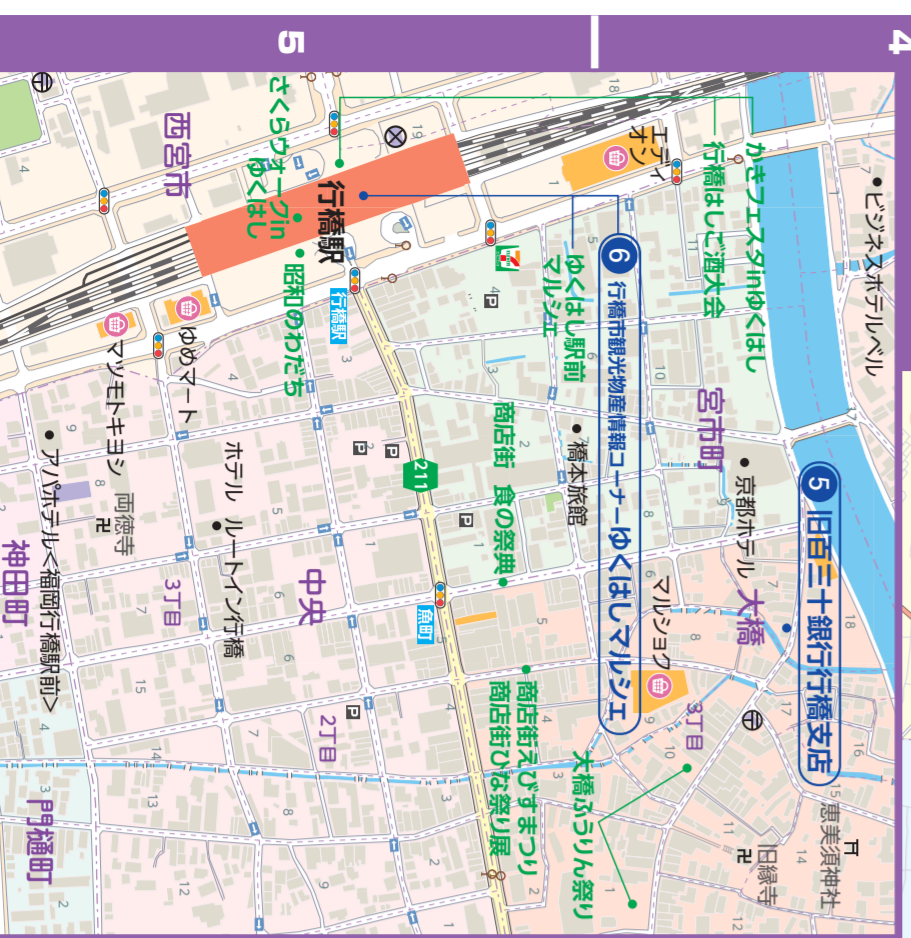 4
5
ビジネスホテルベル
かきフェスタinゆくはし
行橋はしご酒大会
エディオン
さくらウォークin
ゆくはし
西宮市
行橋駅
昭和のわだち
行橋駅
ゆくはし駅前
マルシェ
6 行橋市観光物産情報コーナーゆくはしマルシェ
5 旧百三十銀行行橋支店
宮市町
橋本旅館
京都ホテル
大橋
マルショク
3丁目
ゆめマート
マツモトキヨシ
両徳寺
アパホテル<福岡行橋駅前>
神田町
ホテル ルートイン行橋
3丁目
中央
2丁目
211
魚町
商店街 食の祭典
商店街えびすまつり
商店街ひな祭り展
大橋ふうりん祭り
恵美須神社
旧縁寺
門樋町